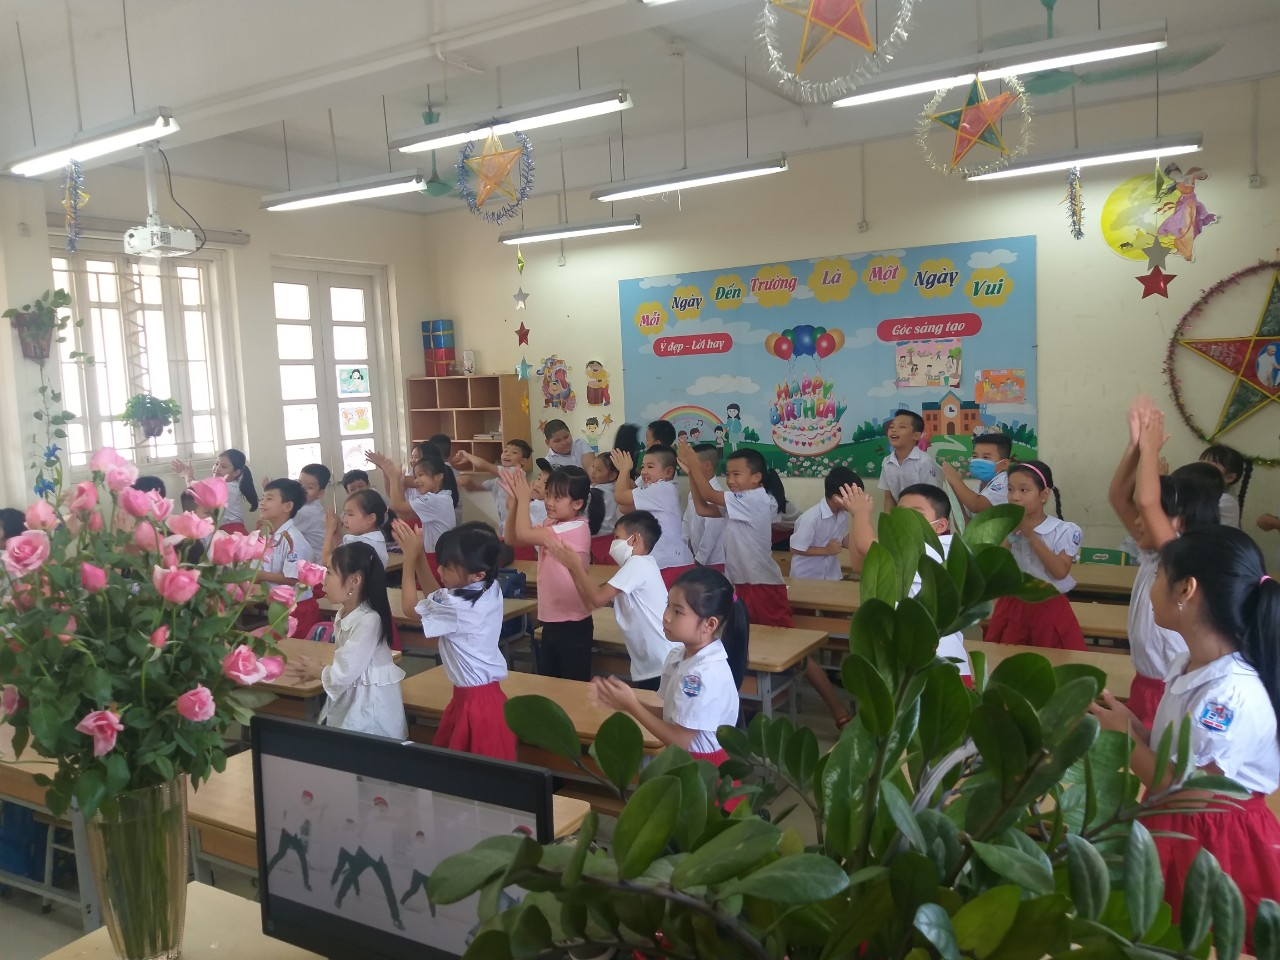 Mỗi Ngày Đến Trường Là Một Ngày Vui
Ý đẹp - Lời hay
Góc sáng tạo
HAPPY
BIRTHDAY